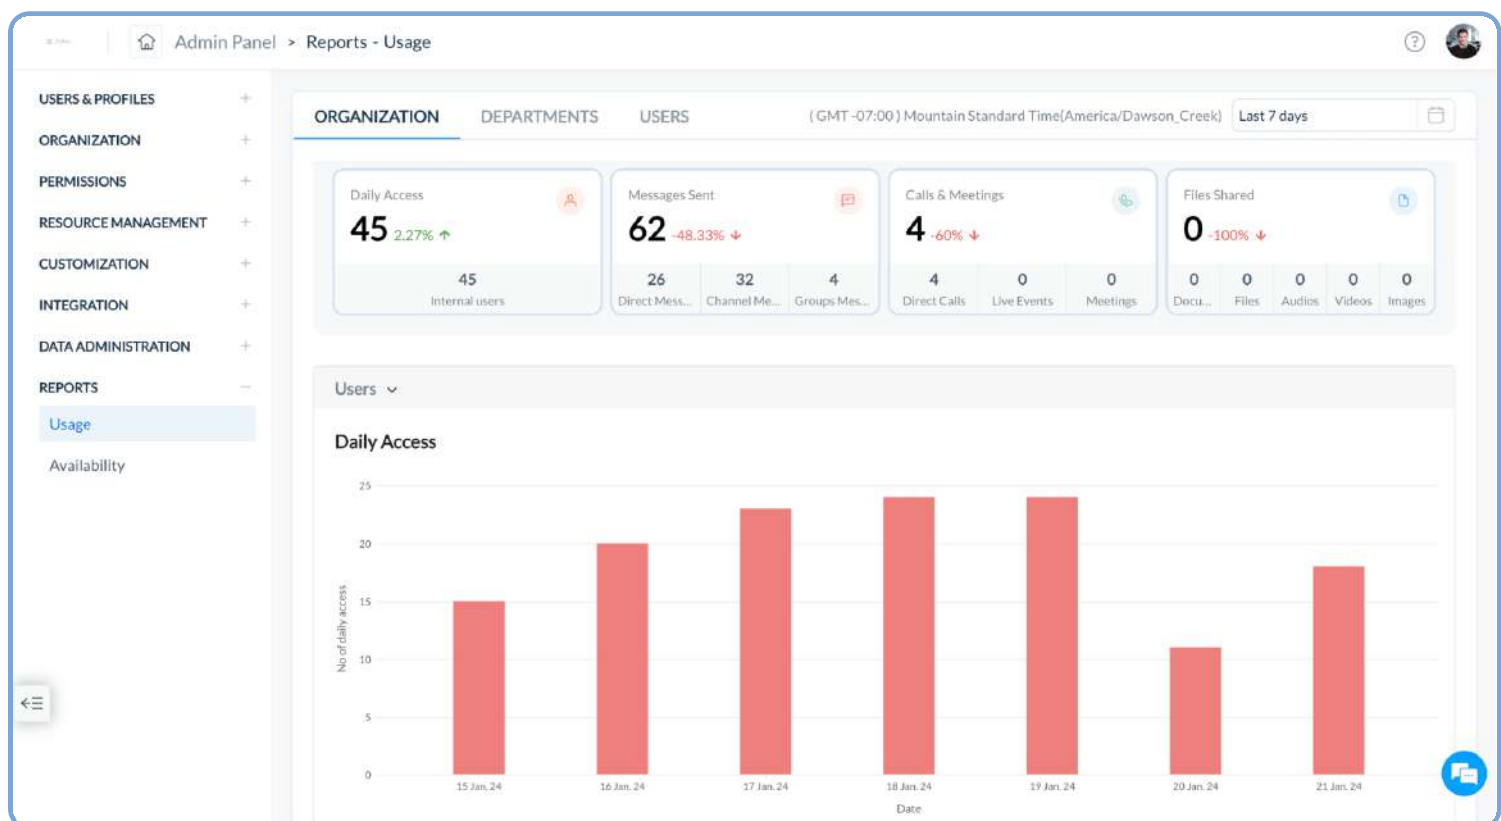 Admin Panel > Reports - Usage
USERS & PROFILES
ORGANIZATION
PERMISSIONS
RESOURCE MANAGEMENT
CUSTOMIZATION
INTEGRATION
DATA ADMINISTRATION
REPORTS
Usage
Availability
ORGANIZATION DEPARTMENTS USERS ( GMT -07:00 ) Mountain Standard Time(America/Dawson_Creek) Last 7 days
Daily Access
45 2.27%
45
Internal users
Messages Sent
62 -48.33%
26 32 4
Direct Mess... Channel Me... Groups Mes...
Calls & Meetings
4 -60%
4 0 0
Direct Calls Live Events Meetings
Files Shared
0 -100%
0 0 0 0 0
Docu... Files Audios Videos Images
Users
Daily Access
No of daily access
25
20
15
10
5
0
15 Jan. 24 16 Jan. 24 17 Jan. 24 18 Jan. 24 19 Jan. 24 20 Jan. 24 21 Jan. 24
Date